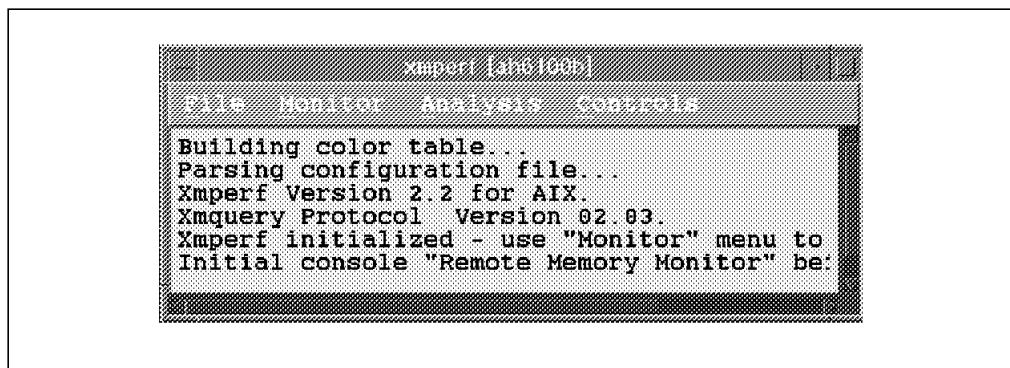 xmperf [ah6100b]
File Monitor Analysis Controls
Building color table...
Parsing configuration file...
Xmperf Version 2.2 for AIX.
Xmquery Protocol  Version 02.03.
Xmperf initialized - use "Monitor" menu to
Initial console "Remote Memory Monitor" be